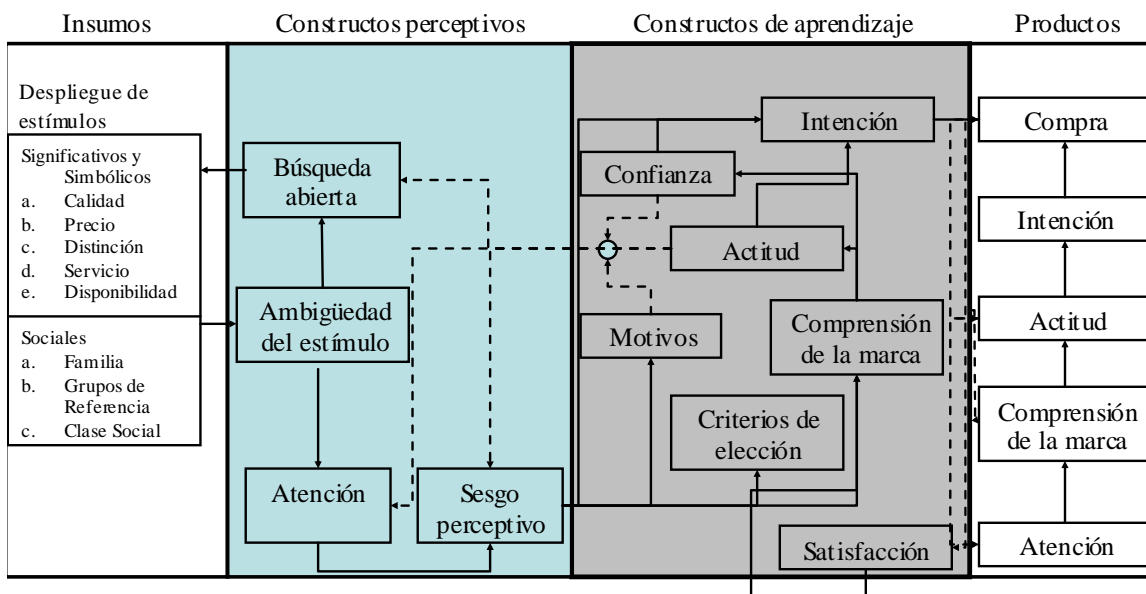 Insumos
Constructos perceptivos
Constructos de aprendizaje
Productos
Despliegue de
estímulos
Significativos y
Simbólicos
a. Calidad
b. Precio
c. Distinción
d. Servicio
e. Disponibilidad
Sociales
a. Familia
b. Grupos de
Referencia
c. Clase Social
Búsqueda
abierta
Ambigüedad
del estímulo
Atención
Sesgo
perceptivo
Intención
Confianza
Actitud
Motivos
Comprensión
de la marca
Criterios de
elección
Satisfacción
Compra
Intención
Actitud
Comprensión
de la marca
Atención